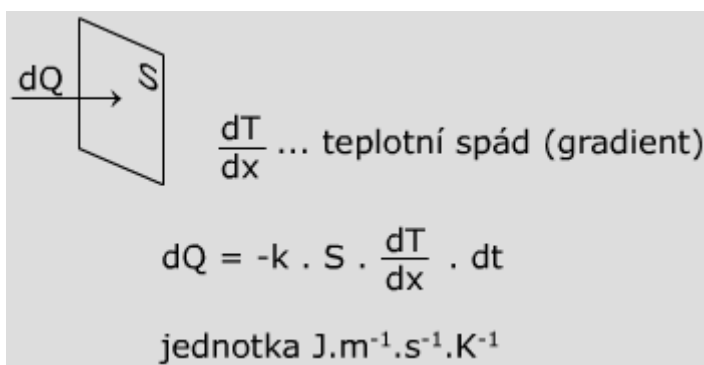 dQ
S
dT/dx ... teplotní spád (gradient)
dQ = -k . S . dT/dx . dt
jednotka J.m⁻¹.s⁻¹.K⁻¹